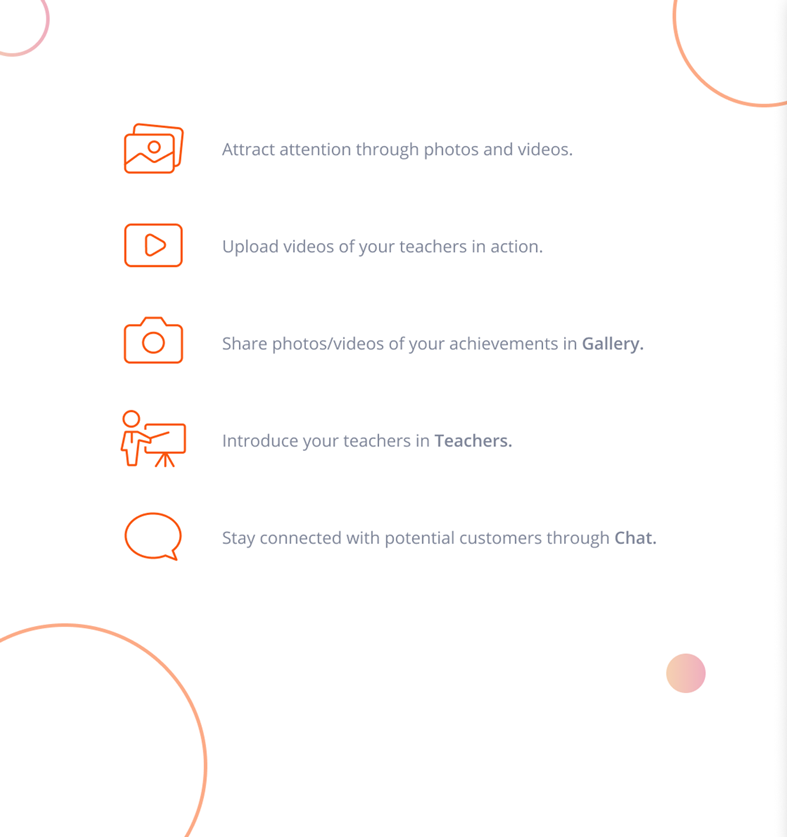 Attract attention through photos and videos.
Upload videos of your teachers in action.
Share photos/videos of your achievements in Gallery.
Introduce your teachers in Teachers.
Stay connected with potential customers through Chat.